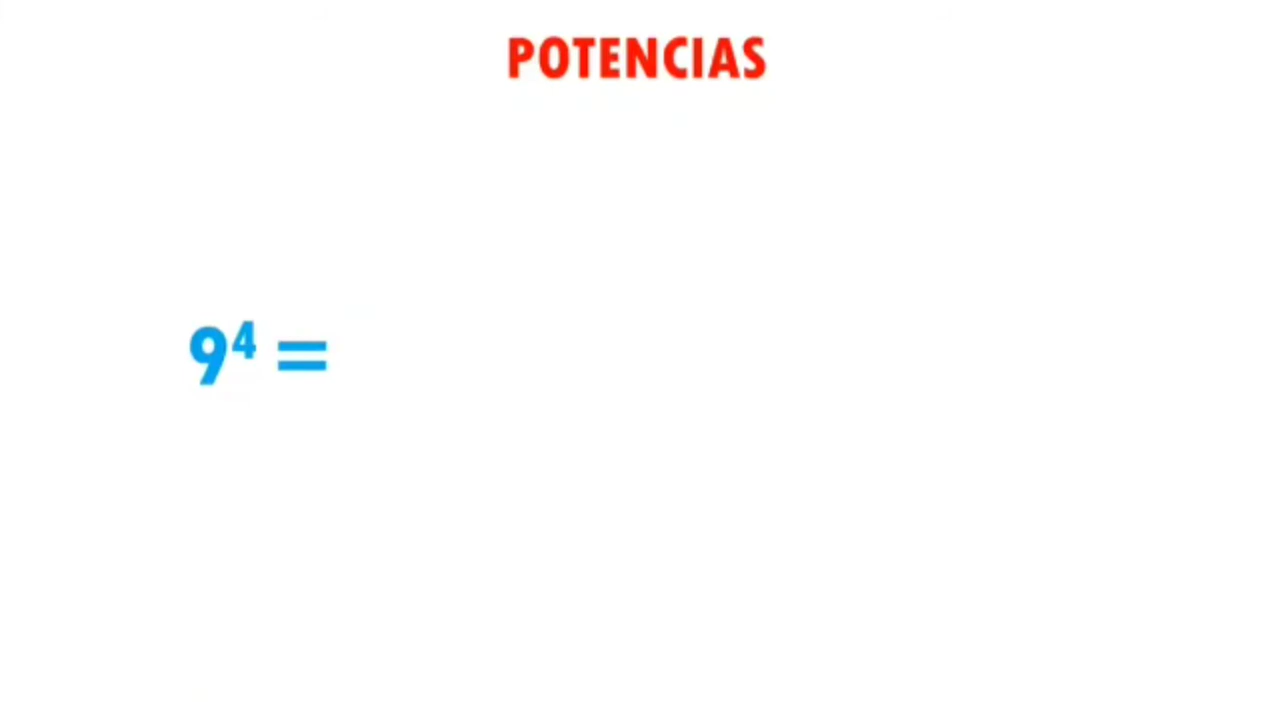 POTENCIAS
9⁴ =